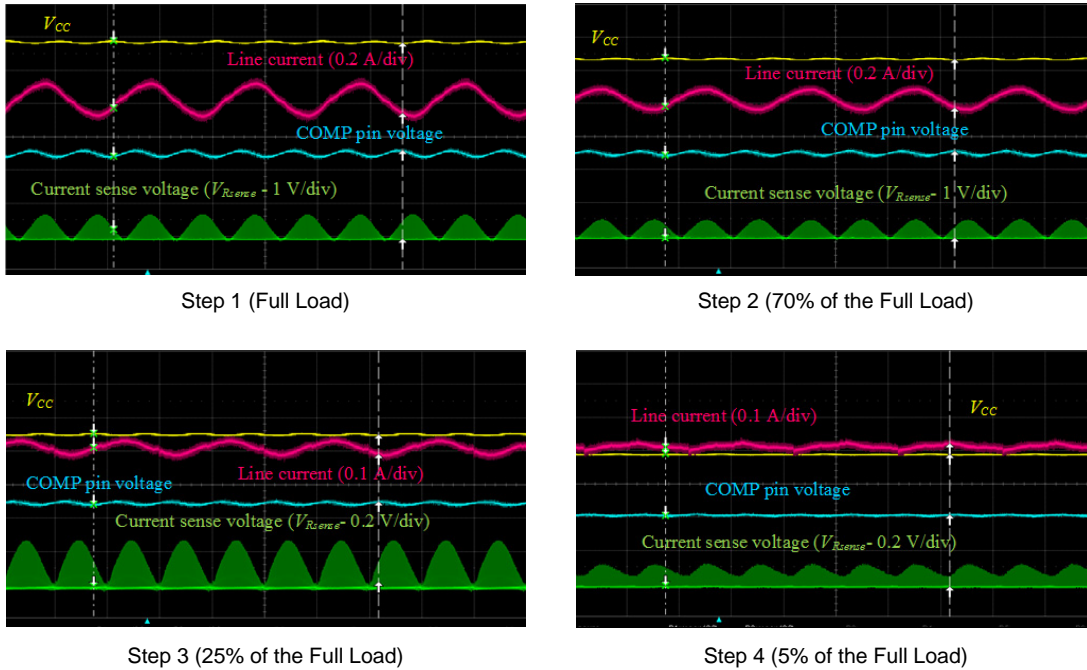 VCC
Line current (0.2 A/div)
COMP pin voltage
Current sense voltage (VRsense - 1 V/div)
Step 1 (Full Load)
VCC
Line current (0.2 A/div)
COMP pin voltage
Current sense voltage (VRsense- 1 V/div)
Step 2 (70% of the Full Load)
VCC
Line current (0.1 A/div)
COMP pin voltage
Current sense voltage (VRsense- 0.2 V/div)
Step 3 (25% of the Full Load)
Line current (0.1 A/div)
VCC
COMP pin voltage
Current sense voltage (VRsense- 0.2 V/div)
Step 4 (5% of the Full Load)